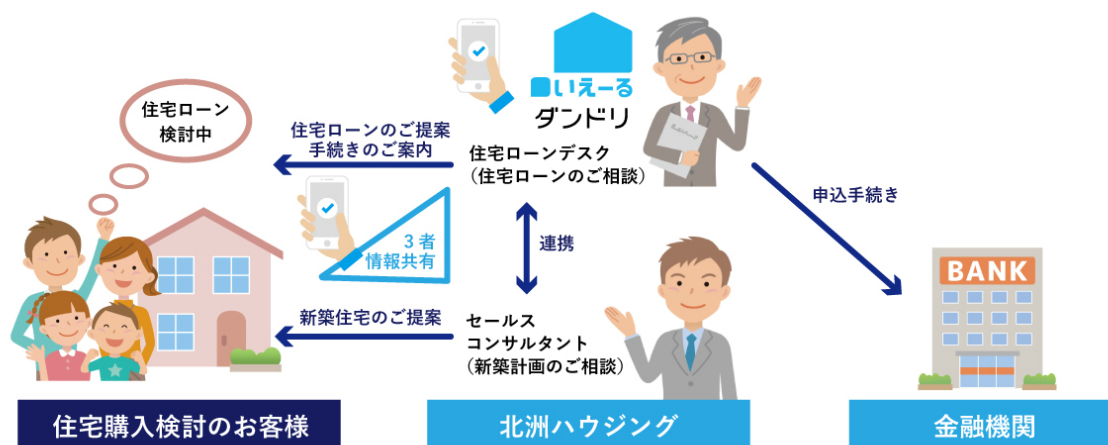 いえーる
ダンドリ
住宅ローン
検討中
住宅ローンのご提案
手続きのご案内
住宅ローンデスク
（住宅ローンのご相談）
申込手続き
3者
情報共有
連携
BANK
新築住宅のご提案
セールス
コンサルタント
（新築計画のご相談）
住宅購入検討のお客様
北洲ハウジング
金融機関